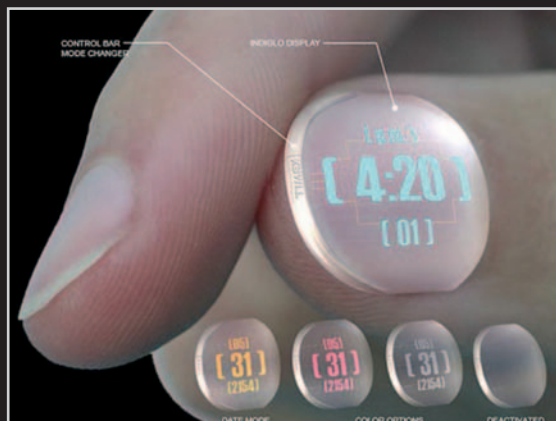 CONTROL BAR
MODE CHANGER
INDIGLO DISPLAY
[ 4:20 ]
[ 01 ]
[05]
[ 31 ]
[2154]
[05]
[ 31 ]
[2154]
[05]
[ 31 ]
[2154]
DATE MODE
COLOR OPTIONS
DEACTIVATED